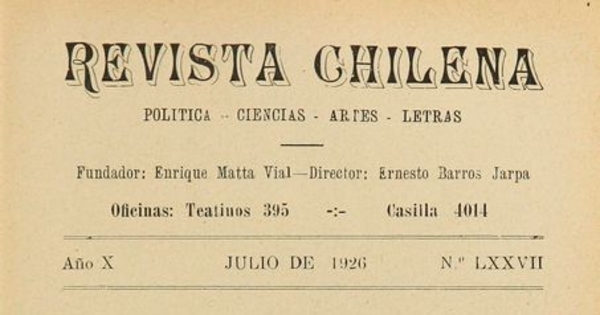 REVISTA CHILENA
POLITICA - CIENCIAS - ARTES - LETRAS
Fundador: Enrique Matta Vial—Director: Ernesto Barros Jarpa
Oficinas: Teatinos 395 -:- Casilla 4014
Año X JULIO DE 1926 N.º LXXVII